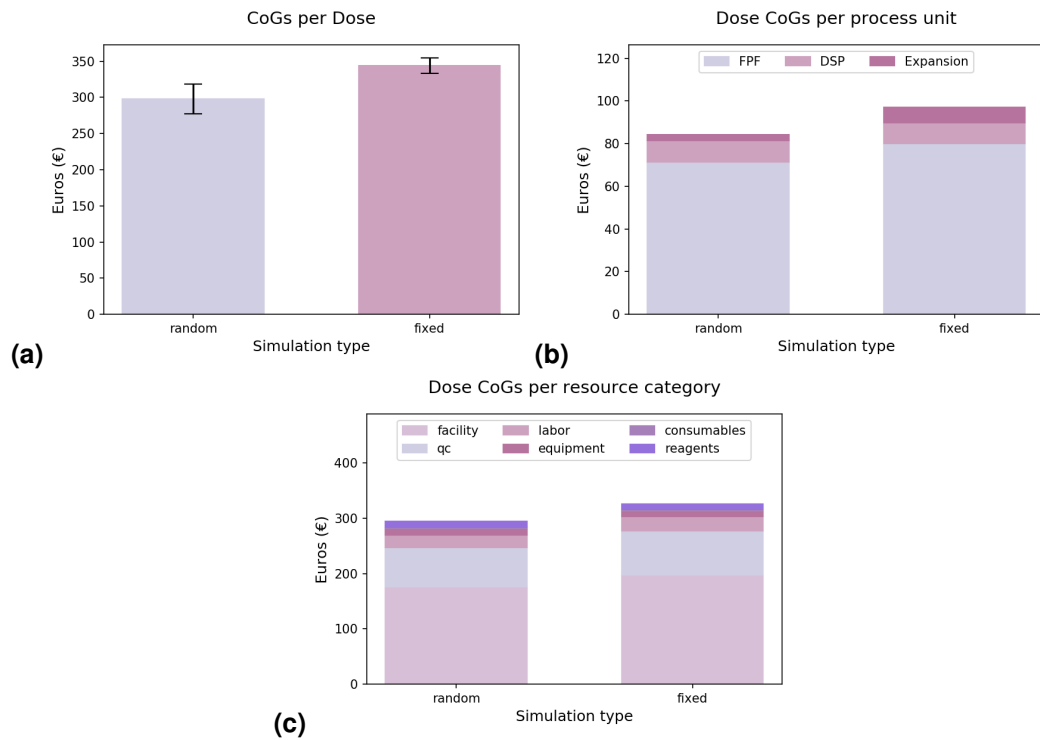 CoGs per Dose
Euros (€)
350
300
250
200
150
100
50
0
random fixed
Simulation type
(a)
Dose CoGs per process unit
FPF DSP Expansion
Euros (€)
120
100
80
60
40
20
0
random fixed
Simulation type
(b)
Dose CoGs per resource category
facility labor consumables
qc equipment reagents
Euros (€)
400
300
200
100
0
random fixed
Simulation type
(c)